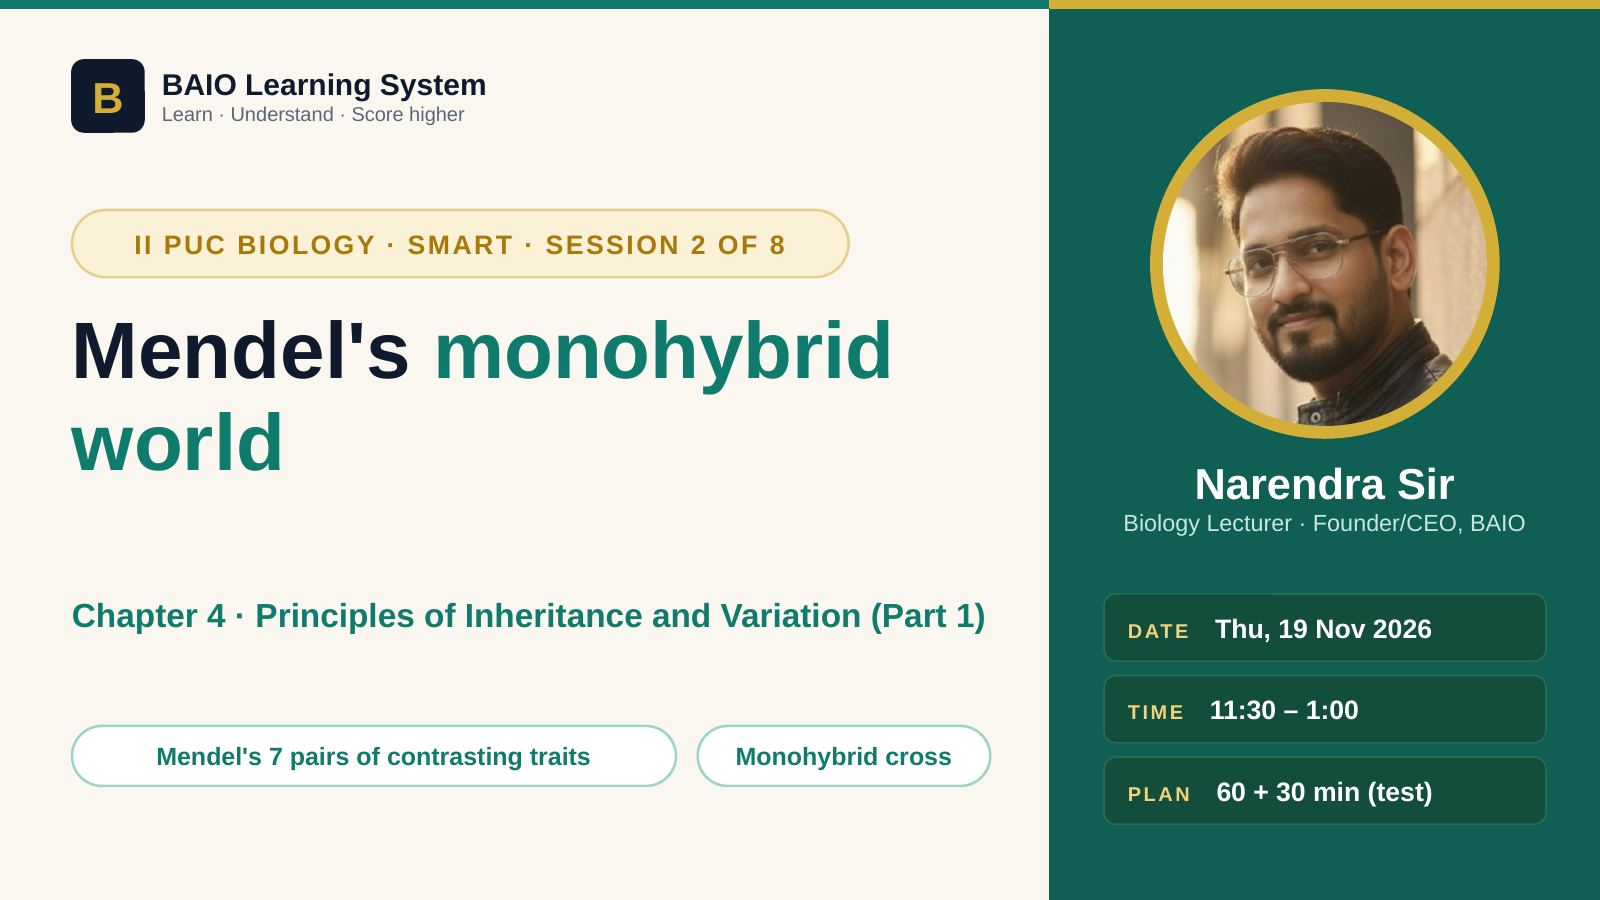 B
BAIO Learning System
Learn · Understand · Score higher
II PUC BIOLOGY · SMART · SESSION 2 OF 8
Mendel's monohybrid
world
Chapter 4 · Principles of Inheritance and Variation (Part 1)
Mendel's 7 pairs of contrasting traits
Monohybrid cross
Narendra Sir
Biology Lecturer · Founder/CEO, BAIO
DATE Thu, 19 Nov 2026
TIME 11:30 – 1:00
PLAN 60 + 30 min (test)